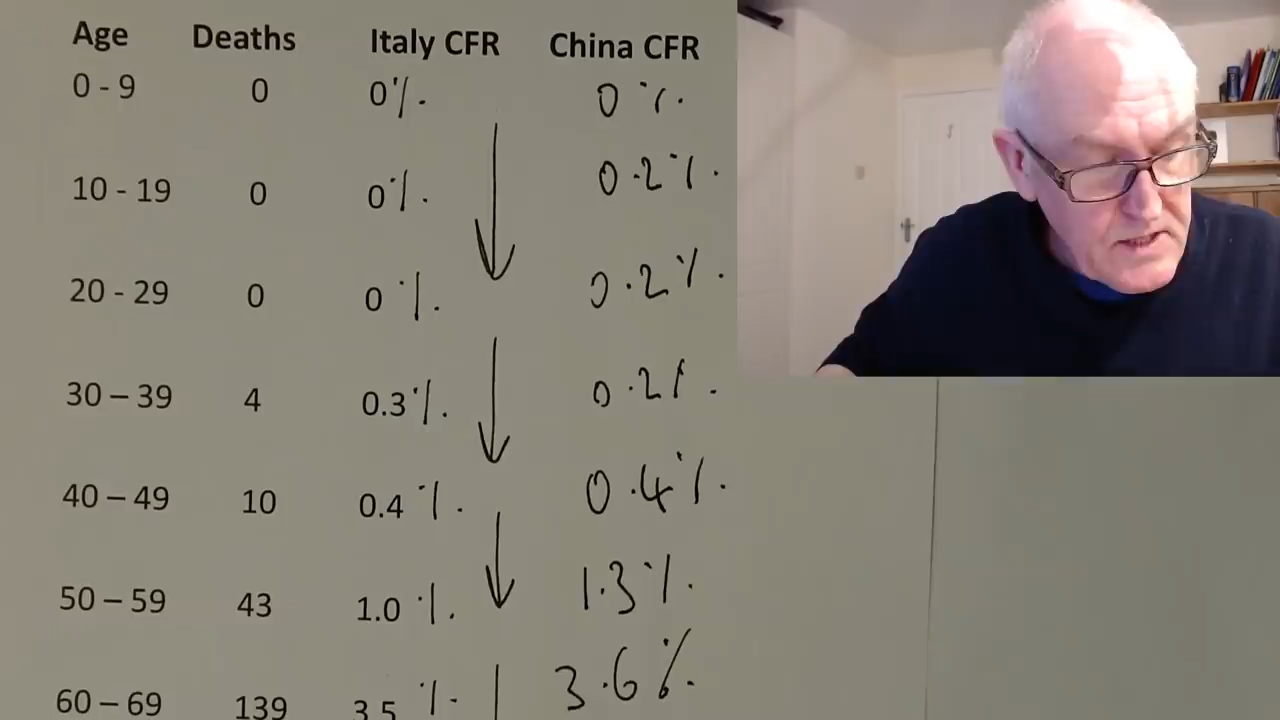 Age Deaths Italy CFR China CFR
0 - 9 0 0% 0%.
10 - 19 0 0%. 0.2%.
20 - 29 0 0%. 0.2%.
30 – 39 4 0.3%. 0.2%.
40 – 49 10 0.4%. 0.4%.
50 – 59 43 1.0%. 1.3%.
60 – 69 139 3.5%. 3.6%.